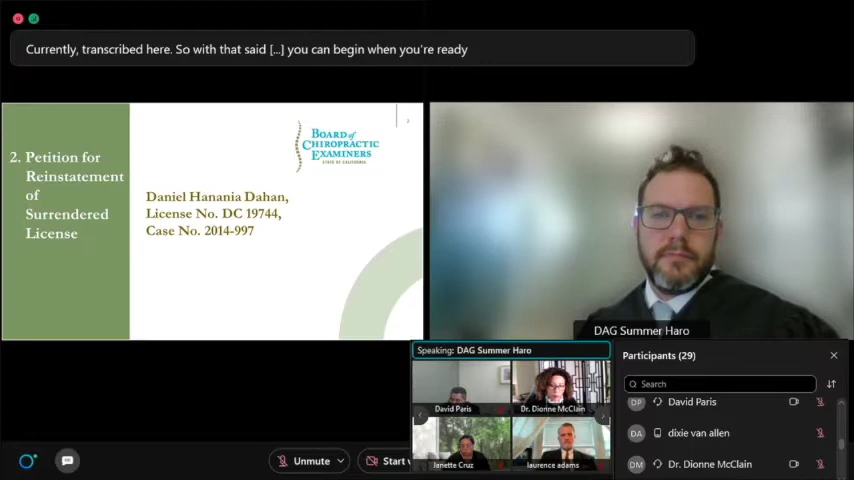 Currently, transcribed here. So with that said [...] you can begin when you're ready
2. Petition for
Reinstatement
of
Surrendered
License
2
BOARD of
CHIROPRACTIC
EXAMINERS
STATE OF CALIFORNIA
Daniel Hanania Dahan,
License No. DC 19744,
Case No. 2014-997
DAG Summer Haro
Speaking: DAG Summer Haro
David Paris
Dr. Dionne McClain
Janette Cruz
laurence adams
Participants (29)
Search
DP David Paris
DA dixie van allen
DM Dr. Dionne McClain
Unmute
Start v